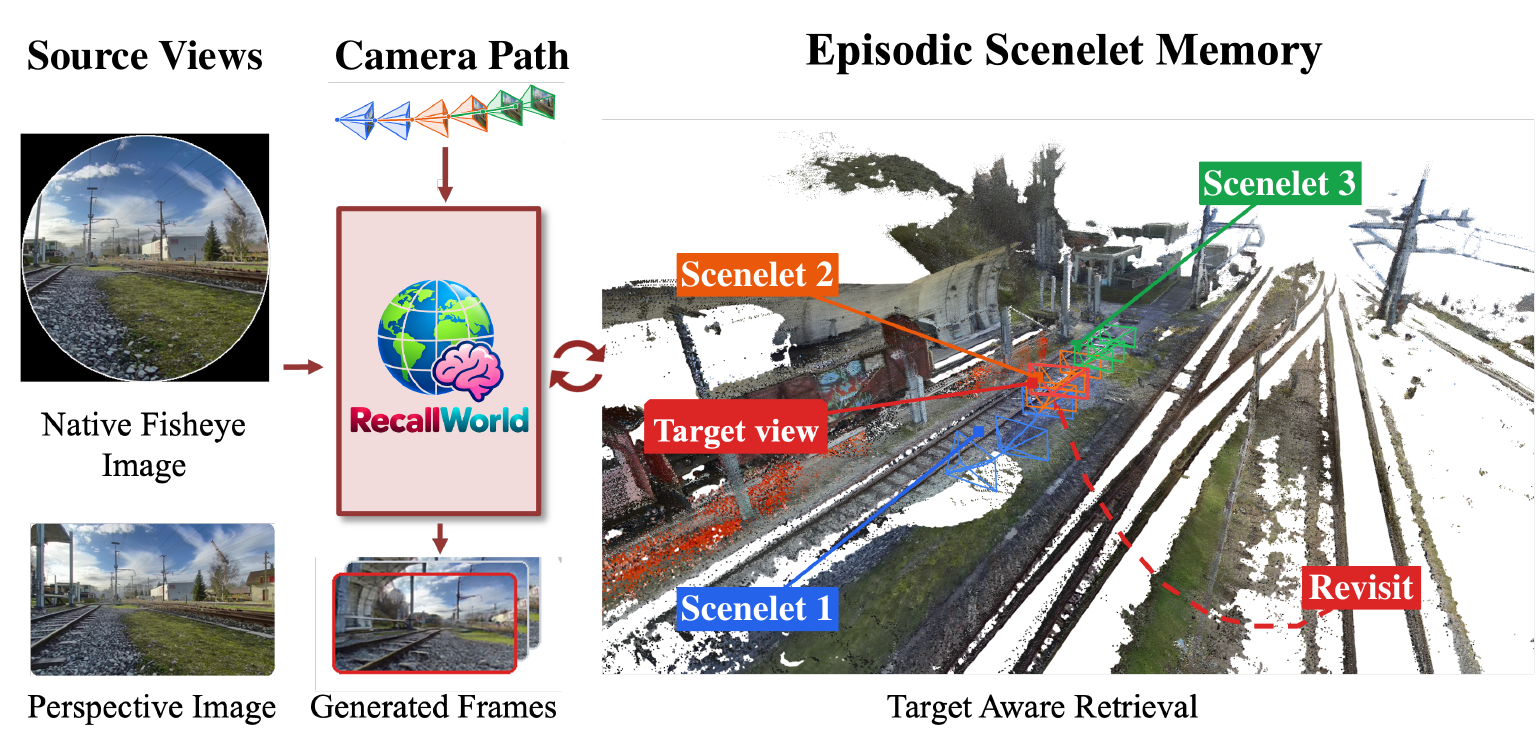 Source Views
Camera Path
Episodic Scenelet Memory
Scenelet 3
Scenelet 2
Target view
Native Fisheye
Image
RecallWorld
Scenelet 1
Revisit
Perspective Image
Generated Frames
Target Aware Retrieval